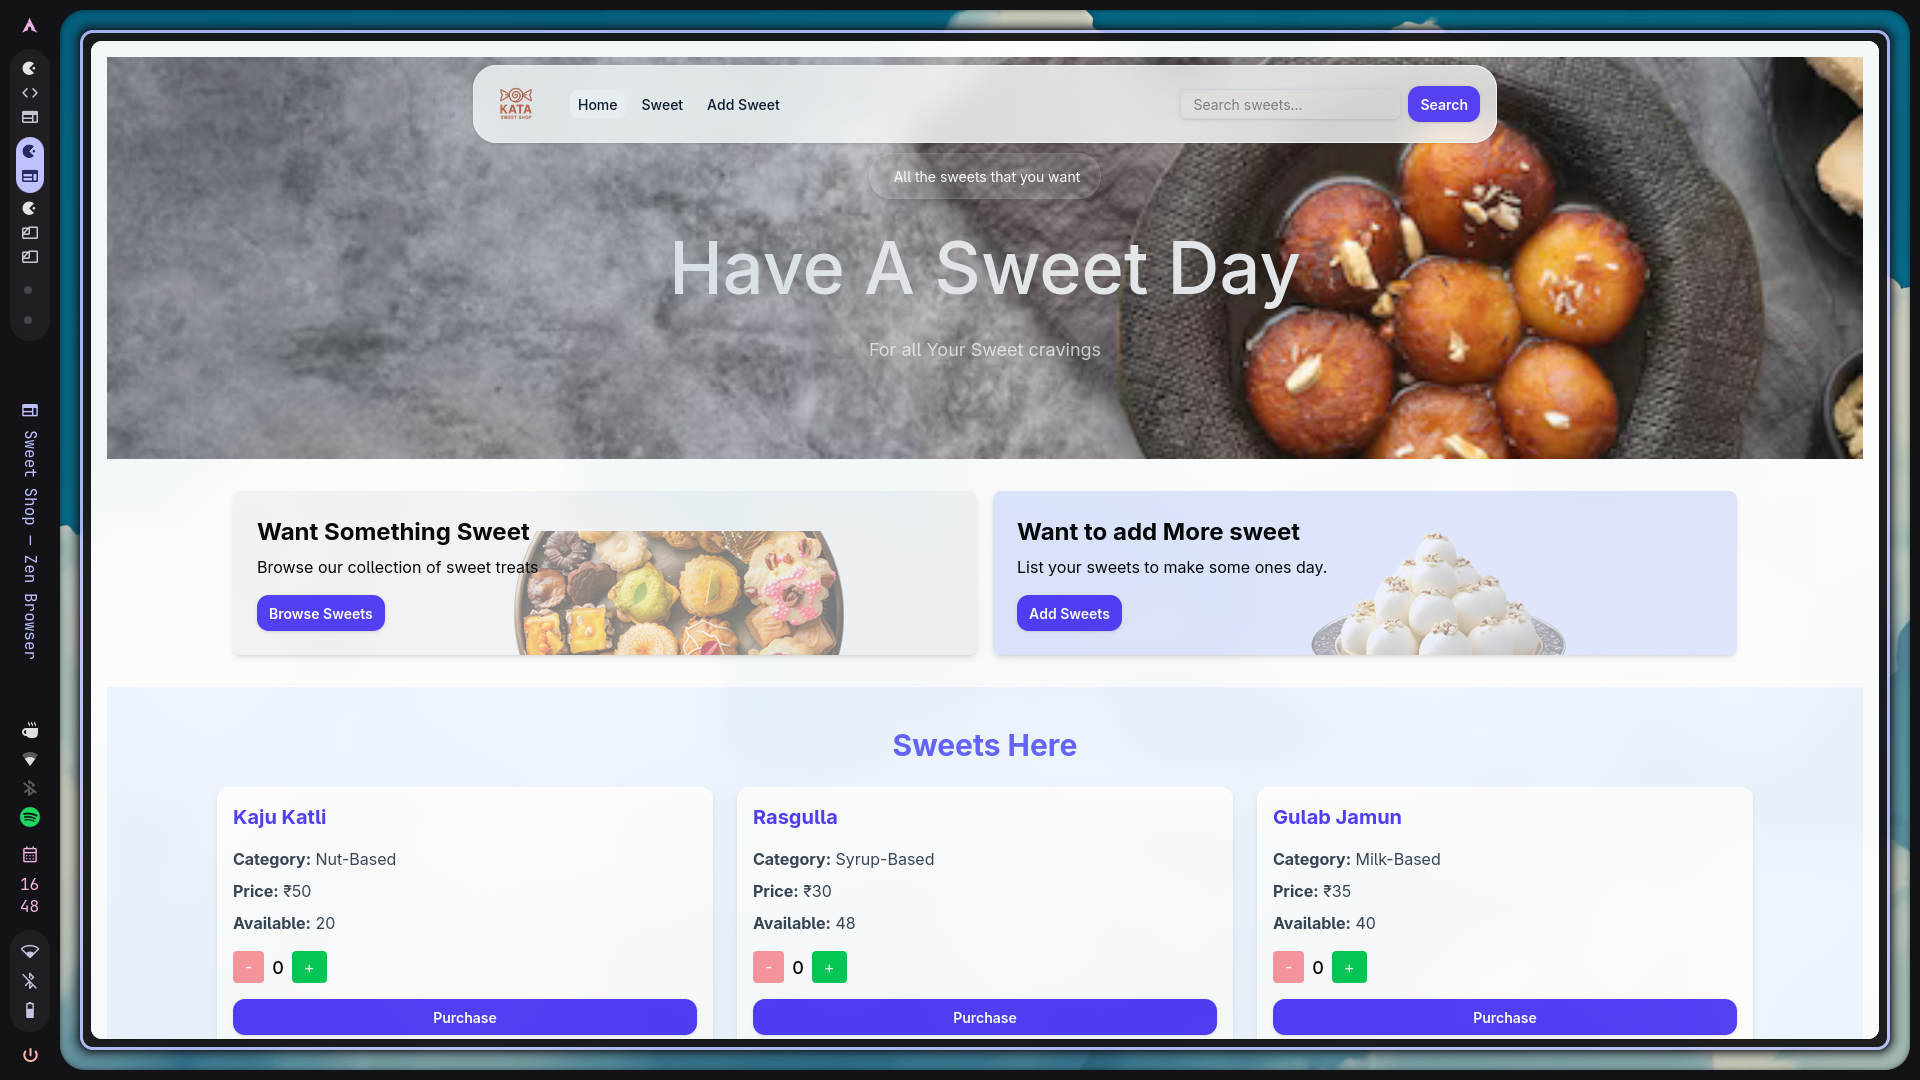 KATA
SWEET SHOP
Home
Sweet
Add Sweet
Search sweets...
Search
All the sweets that you want
Have A Sweet Day
For all Your Sweet cravings
Want Something Sweet
Browse our collection of sweet treats
Browse Sweets
Want to add More sweet
List your sweets to make some ones day.
Add Sweets
Sweets Here
Kaju Katli
Category: Nut-Based
Price: ₹50
Available: 20
- 0 +
Purchase
Rasgulla
Category: Syrup-Based
Price: ₹30
Available: 48
- 0 +
Purchase
Gulab Jamun
Category: Milk-Based
Price: ₹35
Available: 40
- 0 +
Purchase
Sweet Shop — Zen Browser
16
48